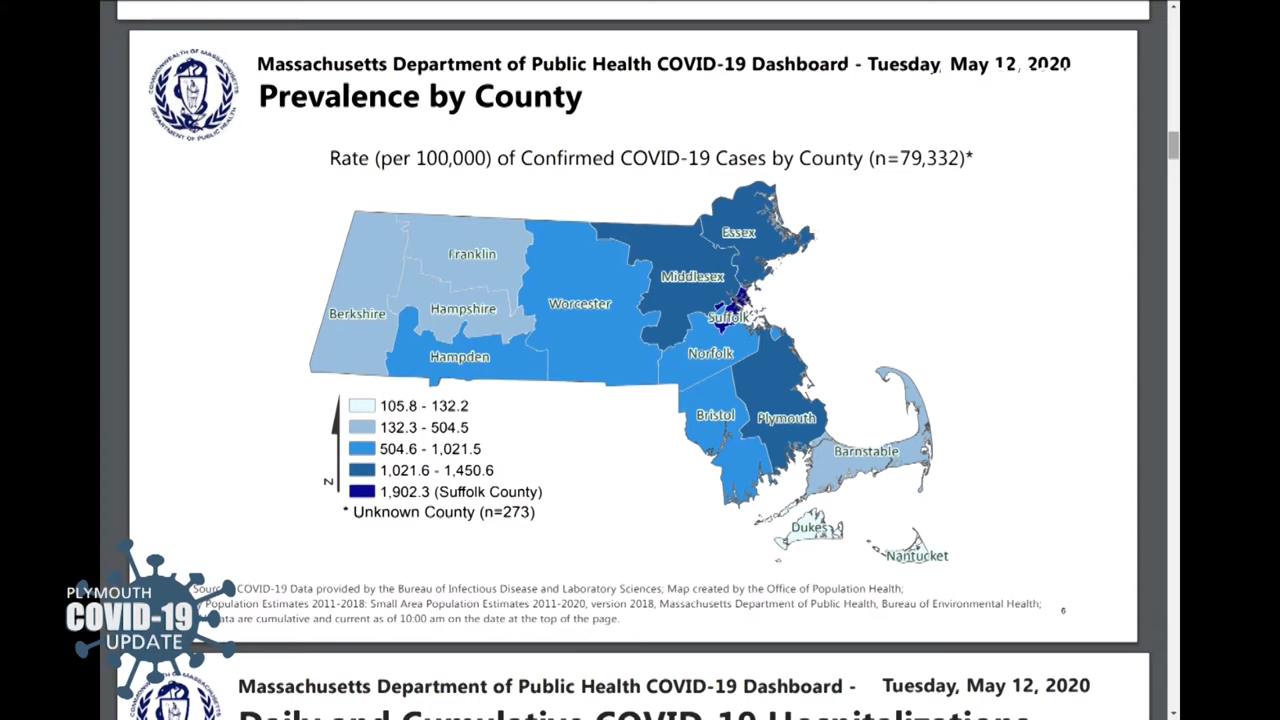 Massachusetts Department of Public Health COVID-19 Dashboard - Tuesday, May 12, 2020
Prevalence by County
Rate (per 100,000) of Confirmed COVID-19 Cases by County (n=79,332)*
Essex
Franklin
Middlesex
Worcester
Hampshire
Berkshire
Suffolk
Norfolk
Hampden
Bristol
Plymouth
Barnstable
Dukes
Nantucket
105.8 - 132.2
132.3 - 504.5
504.6 - 1,021.5
1,021.6 - 1,450.6
1,902.3 (Suffolk County)
* Unknown County (n=273)
N
COVID-19 Data provided by the Bureau of Infectious Disease and Laboratory Sciences; Map created by the Office of Population Health;
Population Estimates 2011-2018: Small Area Population Estimates 2011-2020, version 2018, Massachusetts Department of Public Health, Bureau of Environmental Health;
are cumulative and current as of 10:00 am on the date at the top of the page.
6
PLYMOUTH
COVID-19
UPDATE
Massachusetts Department of Public Health COVID-19 Dashboard - Tuesday, May 12, 2020
Daily and Cumulative COVID-19 Hospitalizations